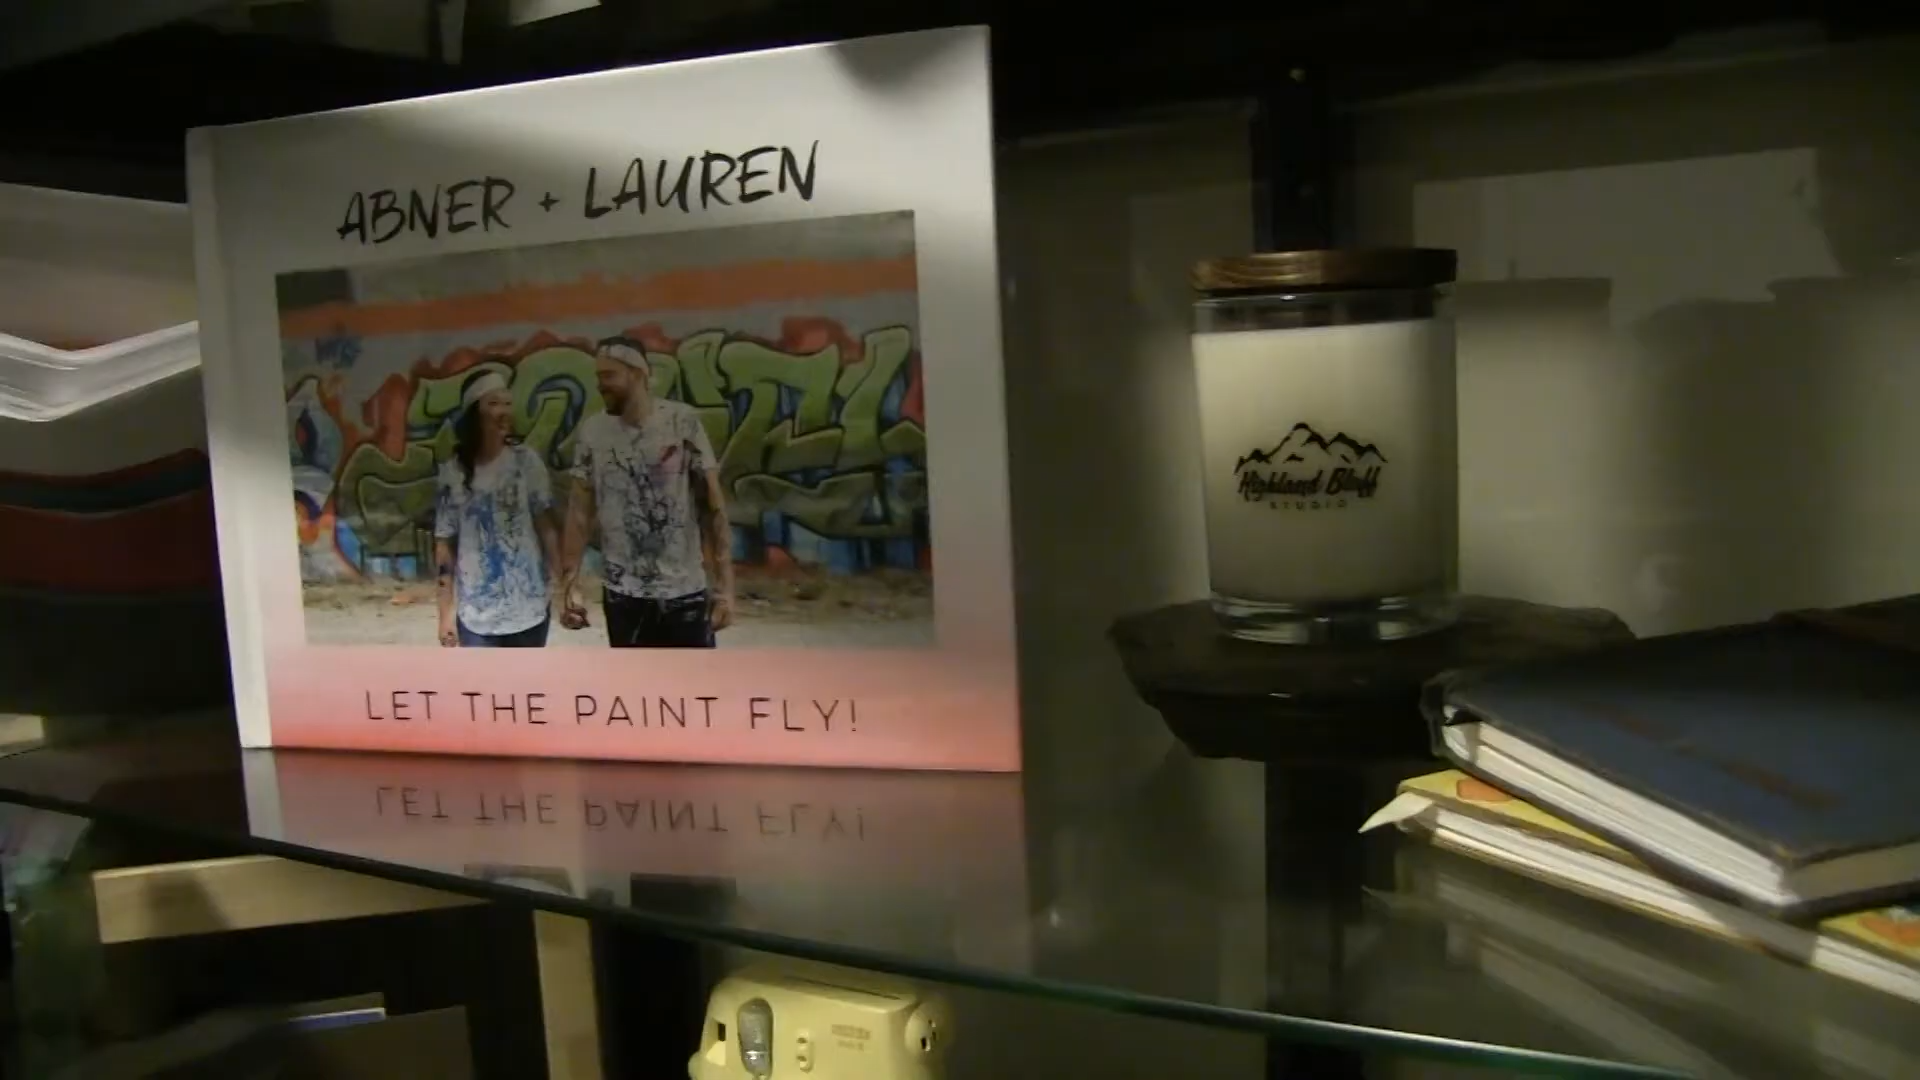 ABNER + LAUREN
LET THE PAINT FLY!
Highland Bluff
STUDIO